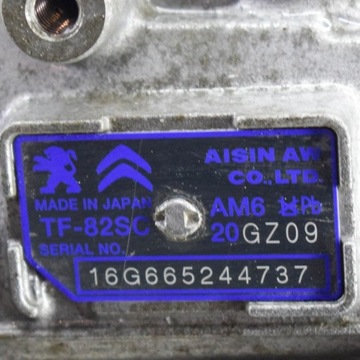 AISIN AW
CO., LTD.
MADE IN JAPAN
TF-82SC AM6
SERIAL NO. 20GZ09
16G665244737